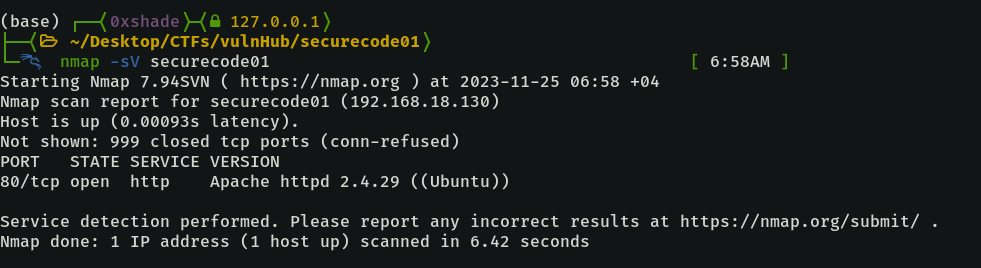 (base) 0xshade 127.0.0.1
~/Desktop/CTFs/vulnHub/securecode01
nmap -sV securecode01 [ 6:58AM ]
Starting Nmap 7.94SVN ( https://nmap.org ) at 2023-11-25 06:58 +04
Nmap scan report for securecode01 (192.168.18.130)
Host is up (0.00093s latency).
Not shown: 999 closed tcp ports (conn-refused)
PORT   STATE SERVICE VERSION
80/tcp open  http    Apache httpd 2.4.29 ((Ubuntu))
Service detection performed. Please report any incorrect results at https://nmap.org/submit/ .
Nmap done: 1 IP address (1 host up) scanned in 6.42 seconds